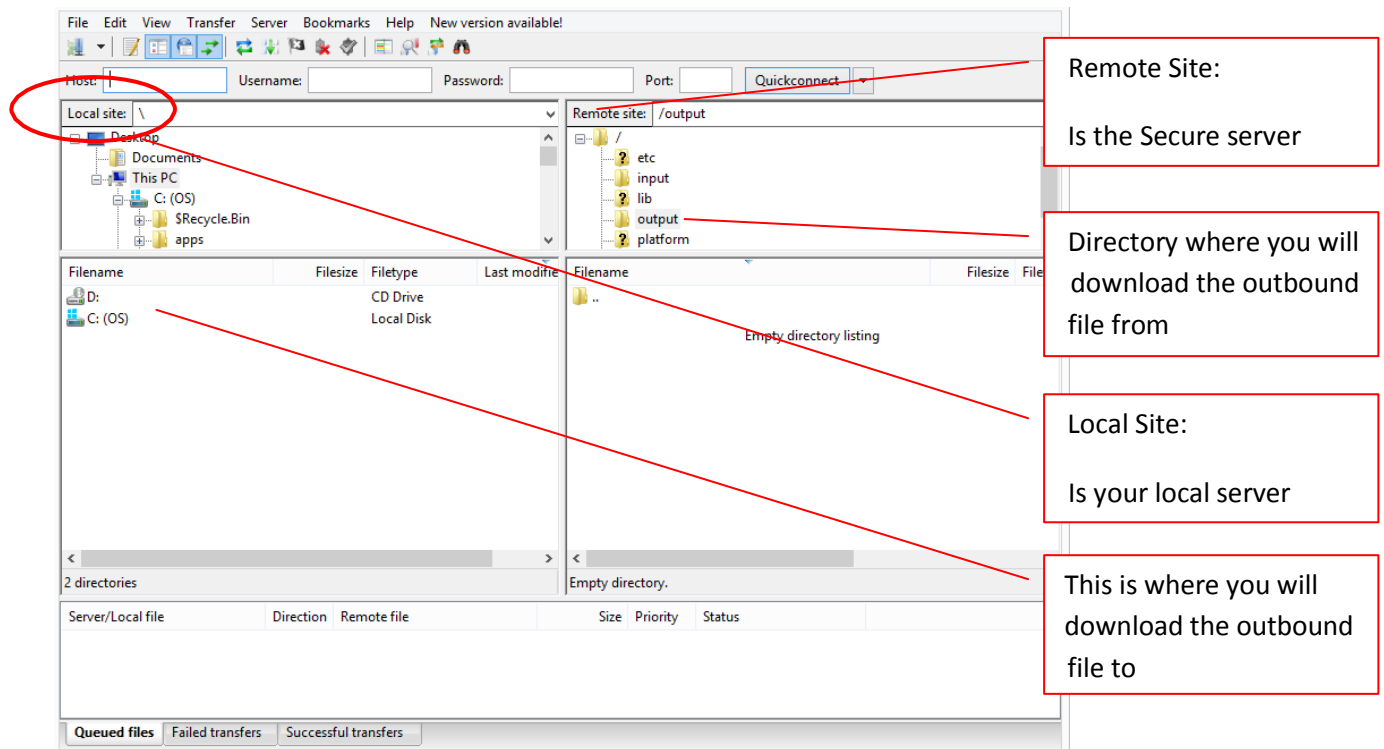 File Edit View Transfer Server Bookmarks Help New version available!
Host: Username: Password: Port: Quickconnect
Local site: \
Desktop
Documents
This PC
C: (OS)
$Recycle.Bin
apps
Remote site: /output
/
etc
input
lib
output
platform
Filename Filesize Filetype Last modifie
D: CD Drive
C: (OS) Local Disk
2 directories
Filename Filesize File
..
Empty directory listing
Empty directory.
Server/Local file Direction Remote file Size Priority Status
Queued files Failed transfers Successful transfers
Remote Site:
Is the Secure server
Directory where you will
download the outbound
file from
Local Site:
Is your local server
This is where you will
download the outbound
file to